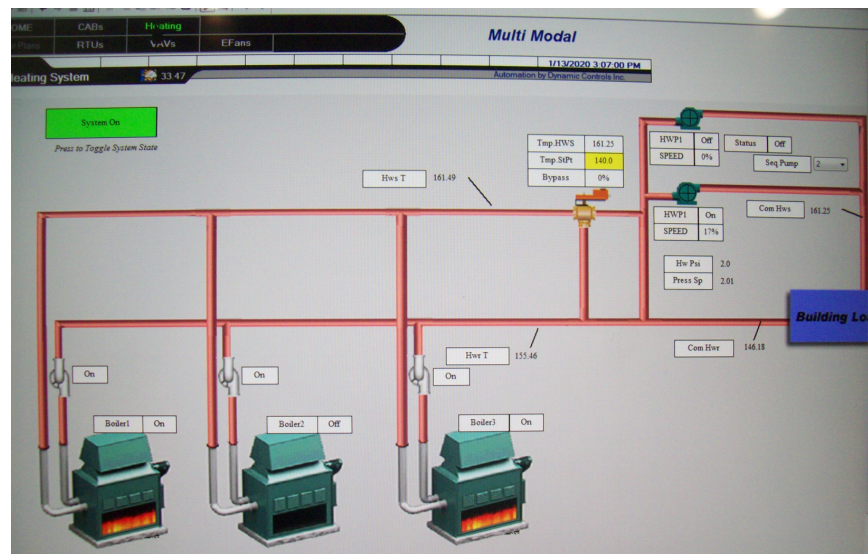 CABs
Heating
Multi Modal
RTUs
VAVs
EFans
1/13/2020 3:07:00 PM
Heating System
33.47
Automation by Dynamic Controls Inc.
System On
Press to Toggle System State
Tmp.HWS 161.25
Tmp.StPt 140.0
Bypass 0%
HWP1 Off
SPEED 0%
Status Off
Seq Pump 2
Hws T 161.49
HWP1 On
SPEED 17%
Com Hws 161.25
Hw Psi 2.0
Press Sp 2.01
Building Lo
Hwr T 155.46
Com Hwr 146.18
On
On
On
Boiler1 On
Boiler2 Off
Boiler3 On